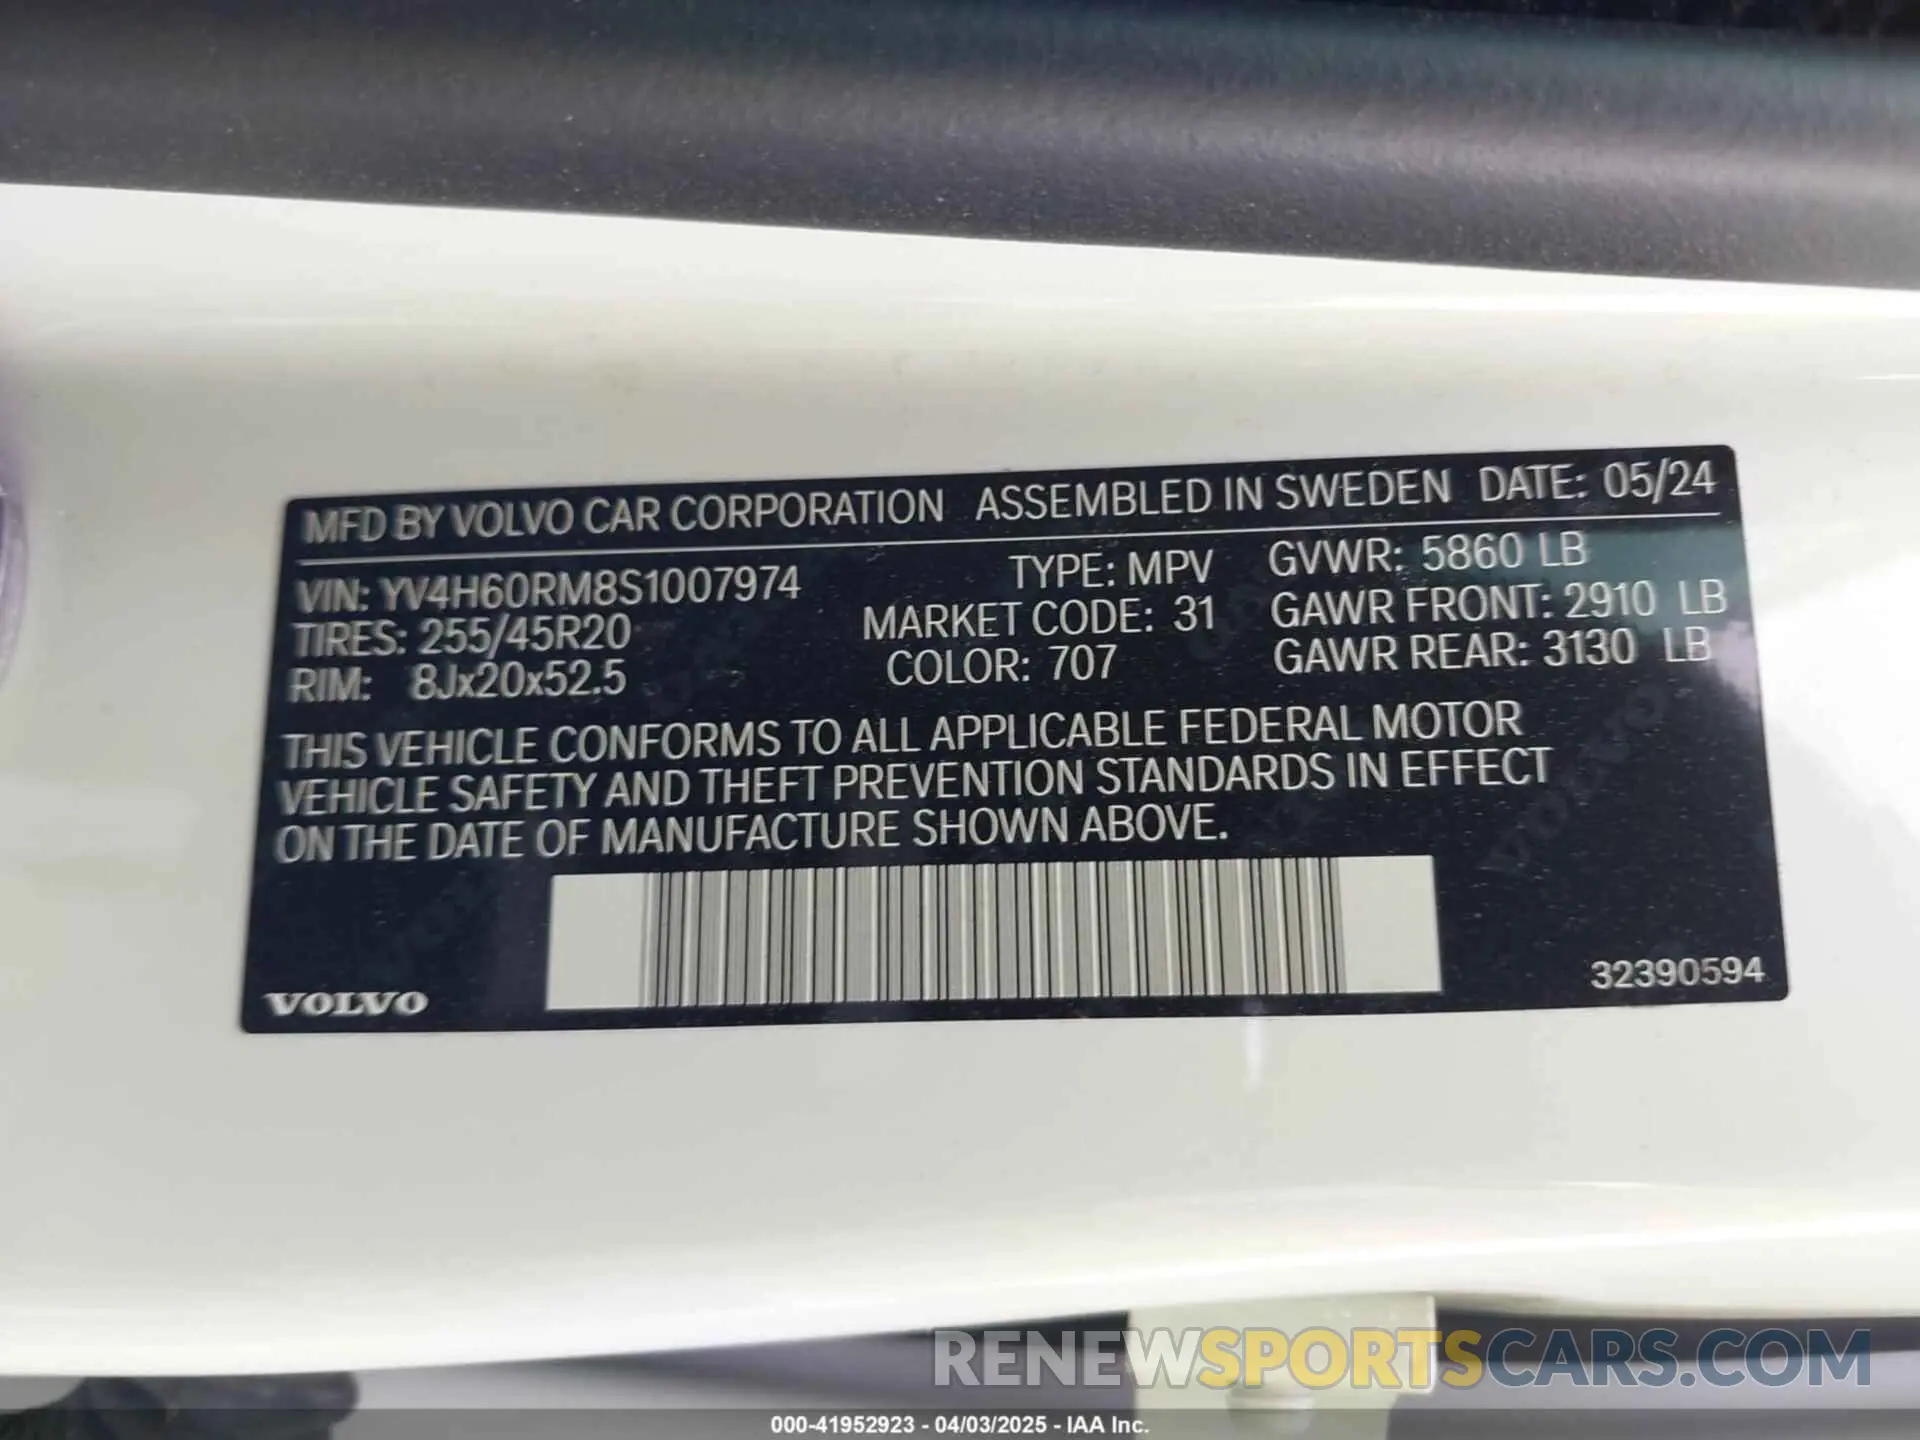 MFD BY VOLVO CAR CORPORATION ASSEMBLED IN SWEDEN DATE: 05/24
VIN: YV4H60RM8S1007974 TYPE: MPV GVWR: 5860 LB
TIRES: 255/45R20 MARKET CODE: 31 GAWR FRONT: 2910 LB
RIM: 8Jx20x52.5 COLOR: 707 GAWR REAR: 3130 LB
THIS VEHICLE CONFORMS TO ALL APPLICABLE FEDERAL MOTOR
VEHICLE SAFETY AND THEFT PREVENTION STANDARDS IN EFFECT
ON THE DATE OF MANUFACTURE SHOWN ABOVE.
VOLVO 32390594
RENEWSPORTSCARS.COM
000-41952923 - 04/03/2025 - IAA Inc.